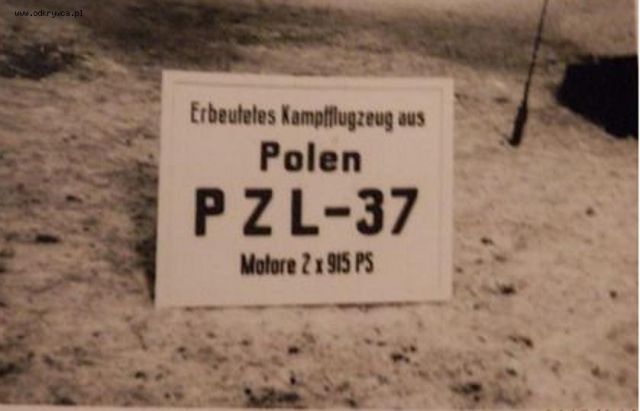 www.odkrywca.pl
Erbeutetes Kampfflugzeug aus
Polen
PZL-37
Motore 2 x 915 PS